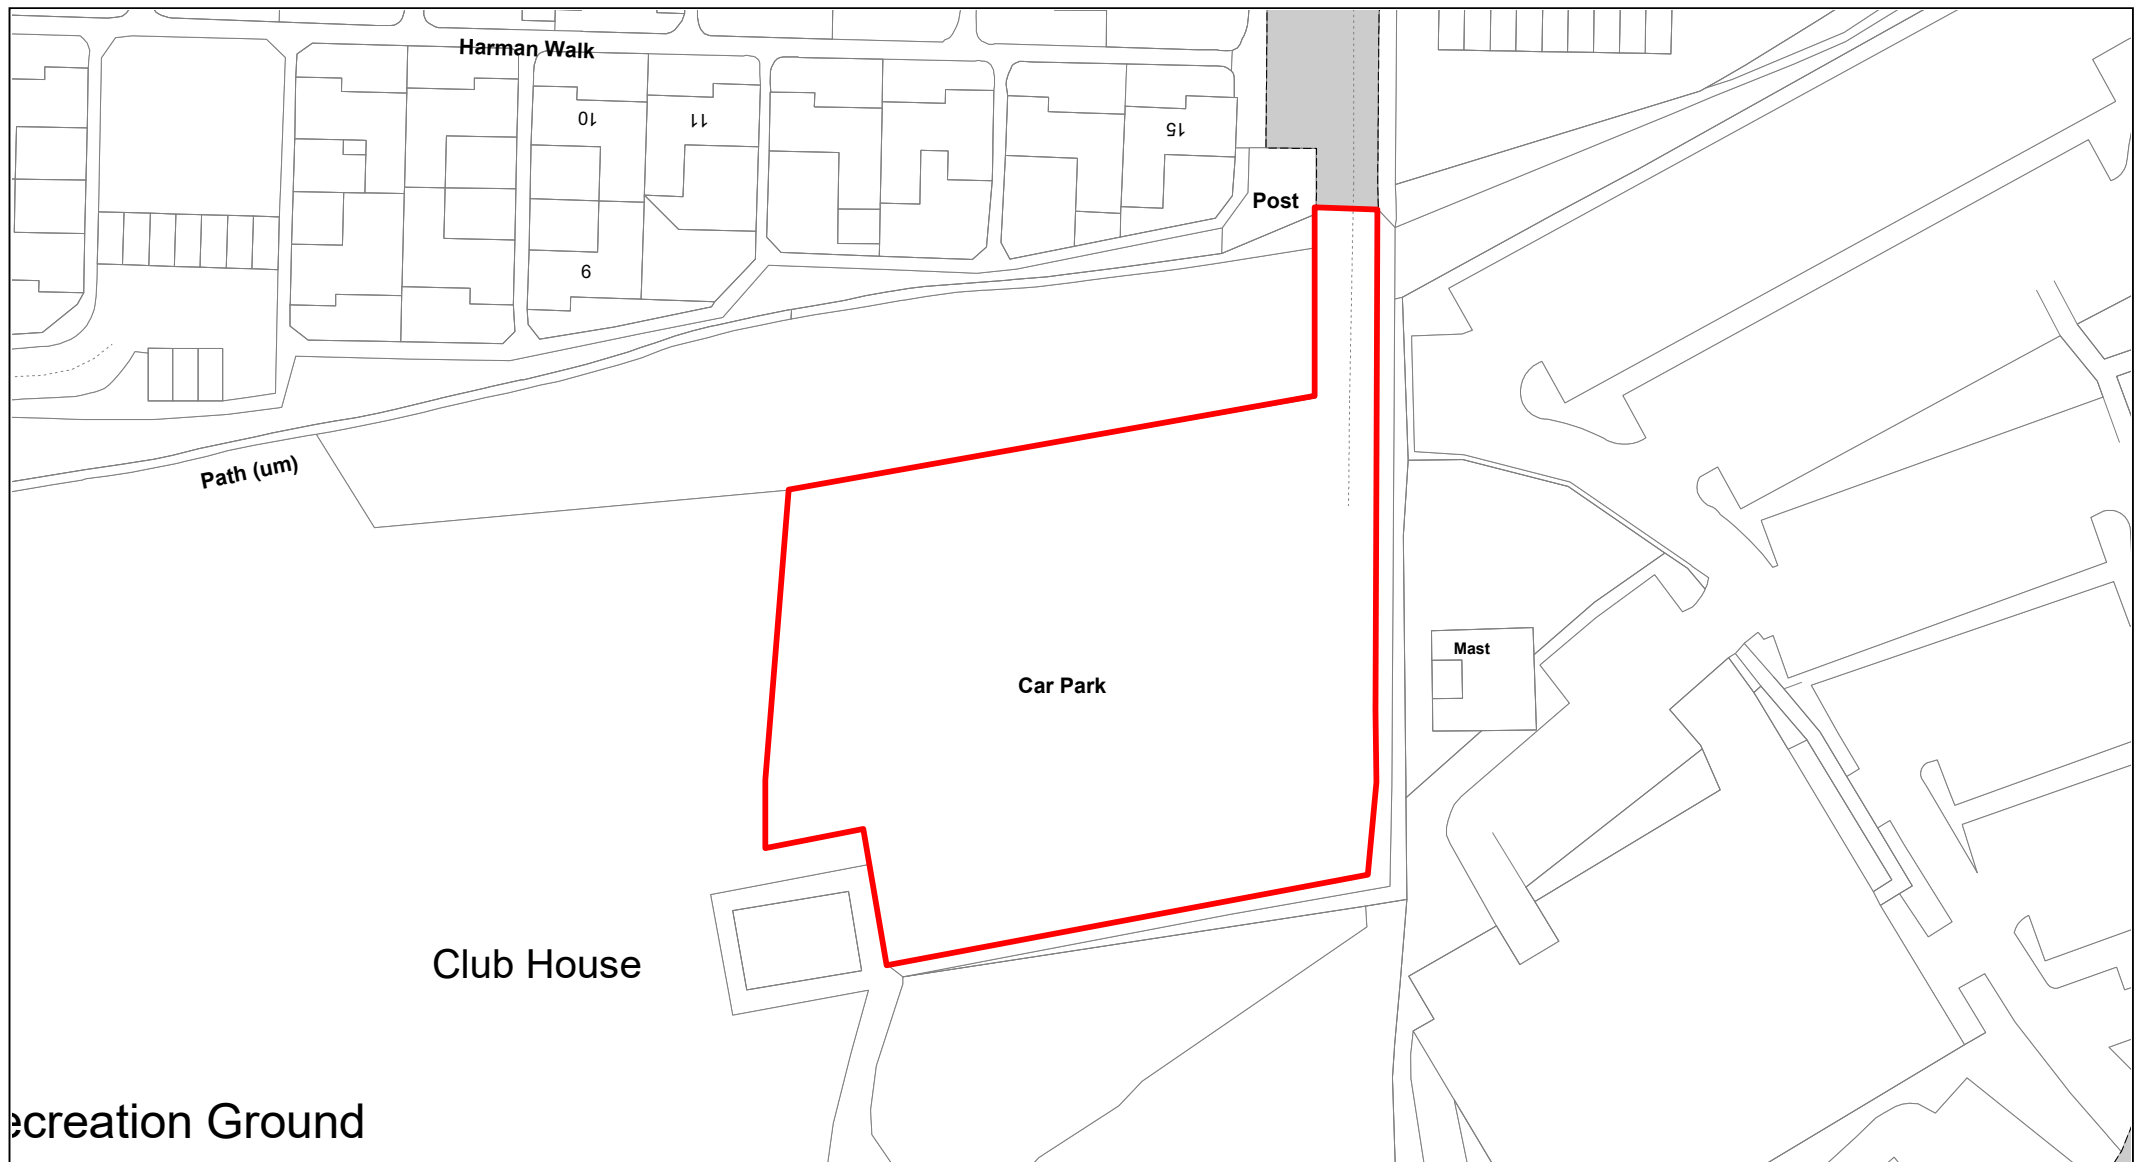 Harman Walk
10
11
15
Post
6
Path (um)
Mast
Car Park
Club House
ecreation Ground